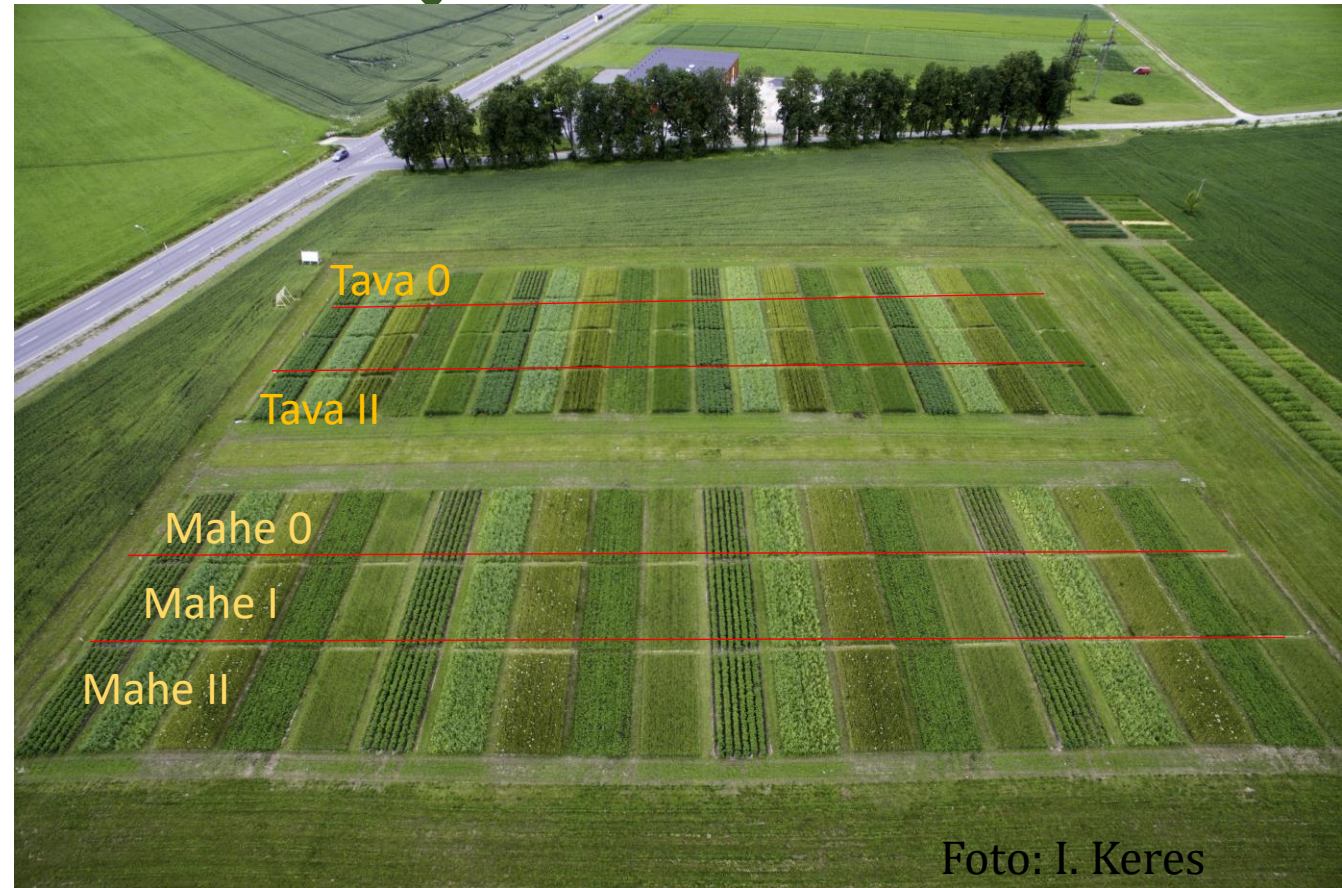 Tava 0
Tava II
Mahe 0
Mahe I
Mahe II
Foto: I. Keres